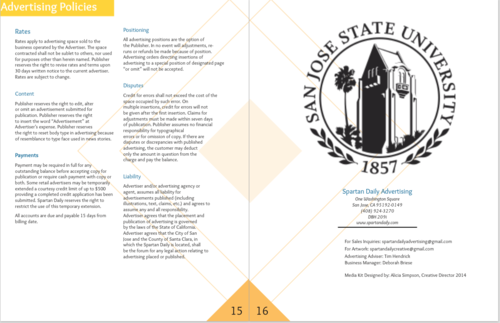 Advertising Policies
Rates
Rates apply to advertising space sold to the
business operated by the Advertiser. The space
contracted shall not be sublet to others, nor used
for purposes other than herein named. Publisher
reserves the right to revise rates and terms upon
30 days written notice to the current advertiser.
Rates are subject to change.
Content
Publisher reserves the right to edit, alter
or omit an advertisement submitted for
publication. Publisher reserves the right
to insert the word "Advertisement" at
Advertiser's expense. Publisher reserves
the right to reset body type in advertising because
of resemblance to type face used in news stories.
Payments
Payment may be required in full for any
outstanding balance before accepting copy for
publication or require cash payment with copy or
both. Some retail advertisers may be temporarily
extended a courtesy credit limit of up to $500
providing a completed credit application has been
submitted. Spartan Daily reserves the right to
restrict the use of this temporary extension.
All accounts are due and payable 15 days from
billing date.
Positioning
All advertising positions are the option of
the Publisher. In no event will adjustments, re-
runs or refunds be made because of position.
Advertising orders directing insertions of
advertising to a special position of designated page
"or omit" will not be accepted.
Disputes
Credit for errors shall not exceed the cost of the
space occupied by such error. On
multiple insertions, credit for errors will not
be given after the first insertion. Claims for
adjustments must be made within seven days
of publication. Publisher assumes no financial
responsibility for typographical
errors or for omission of copy. If there are
disputes or discrepancies with published
advertising, the customer may deduct
only the amount in question from the
charge and pay the balance.
Liability
Advertiser and/or advertising agency or
agent, assumes all liability for
advertisements published (including
illustrations, text, claims, etc.) and agrees to
assume any and all responsibility.
Advertiser agrees that the placement and
publication of advertising is governed
by the laws of the State of California.
Advertiser agrees that the City of San
Jose and the County of Santa Clara, in
which the Spartan Daily is located, shall
be the forum for any legal action relating to
advertising placed or published.
15
16
SAN JOSE STATE UNIVERSITY
1857
Spartan Daily Advertising
One Washington Square
San Jose, CA 95192-0149
(408) 924-3270
DBH 209
www.spartandaily.com
For Sales Inquiries: spartandailyadvertising@gmail.com
For Artwork: spartandailycreative@gmail.com
Advertising Adviser: Tim Hendrick
Business Manager: Deborah Briese
Media Kit Designed by: Alicia Simpson, Creative Director 2014